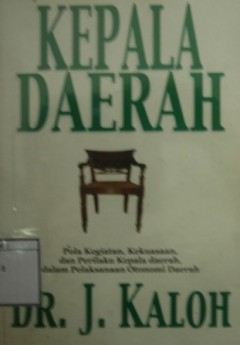 KEPALA
DAERAH
Pola Kegiatan, Kekuasaan,
dan Perilaku Kepala daerah,
dalam Pelaksanaan Otonomi Daerah
DR. J. KALOH